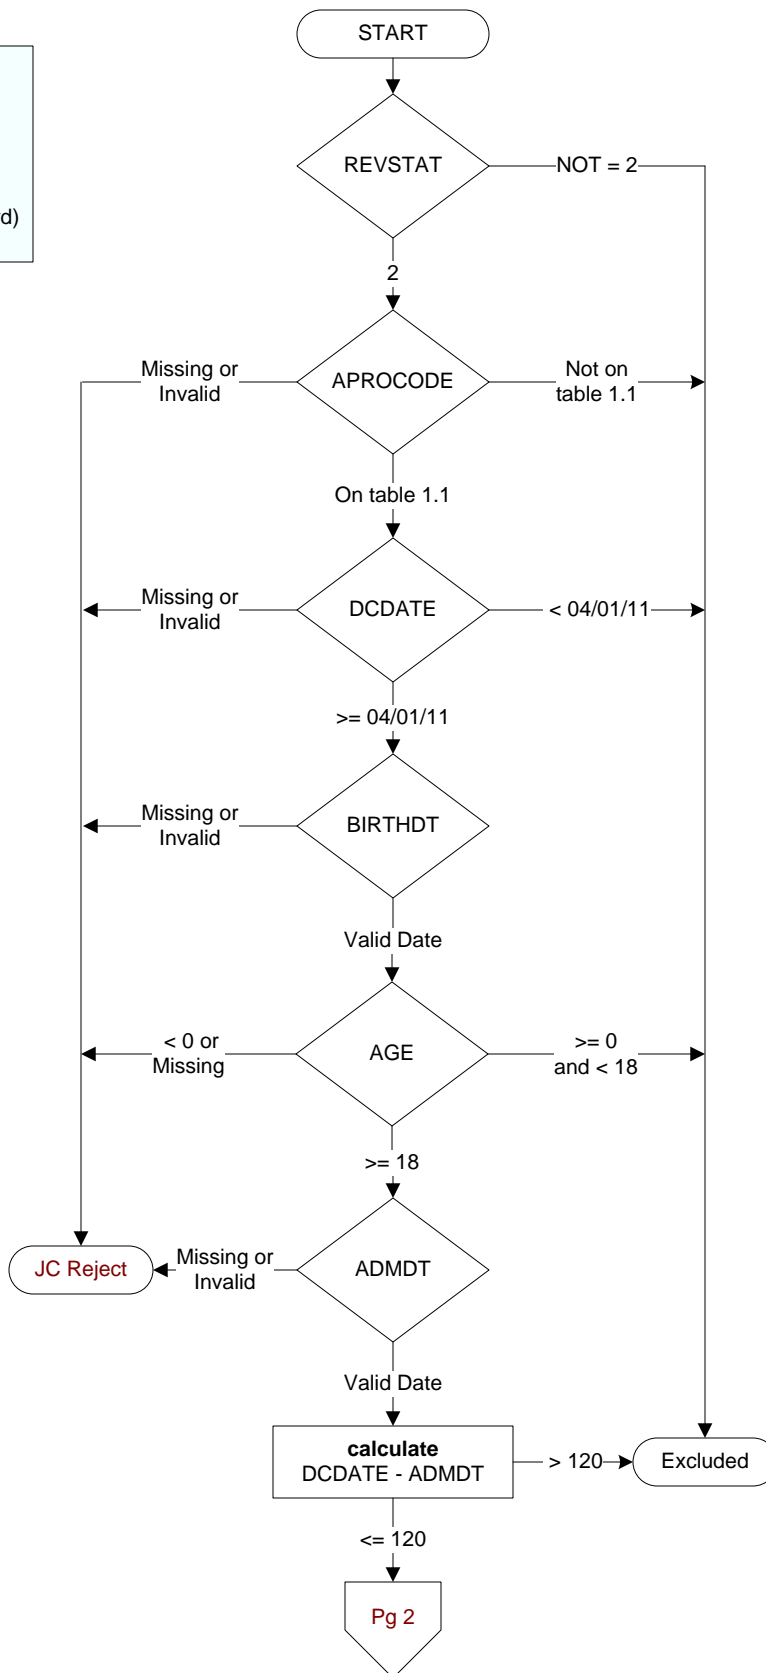 START
REVSTAT
NOT = 2
d)
2
Missing or
Invalid
APROCODE
Not on
table 1.1
On table 1.1
Missing or
Invalid
DCDATE
< 04/01/11
>= 04/01/11
Missing or
Invalid
BIRTHDT
Valid Date
< 0 or
Missing
AGE
>= 0
and < 18
>= 18
JC Reject
Missing or
Invalid
ADMDT
Valid Date
calculate
DCDATE - ADMDT
> 120
Excluded
<= 120
Pg 2